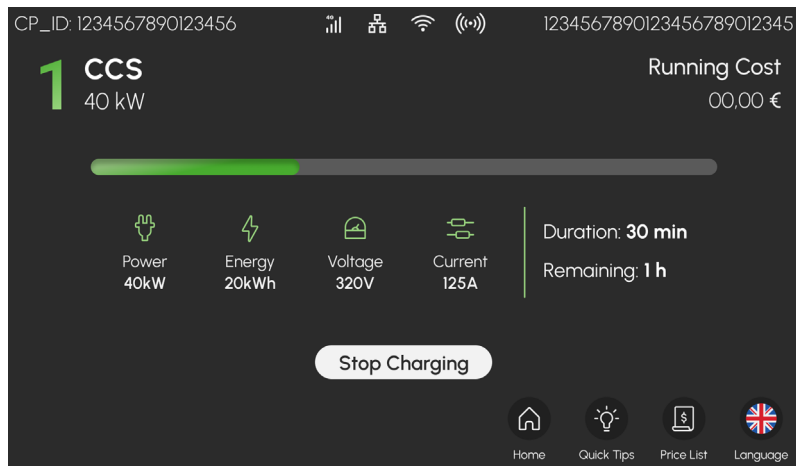 CP_ID: 1234567890123456
4G
1234567890123456789012345
1
CCS
40 kW
Running Cost
00,00 €
Power
40kW
Energy
20kWh
Voltage
320V
Current
125A
Duration: 30 min
Remaining: 1 h
Stop Charging
$
Home
Quick Tips
Price List
Language